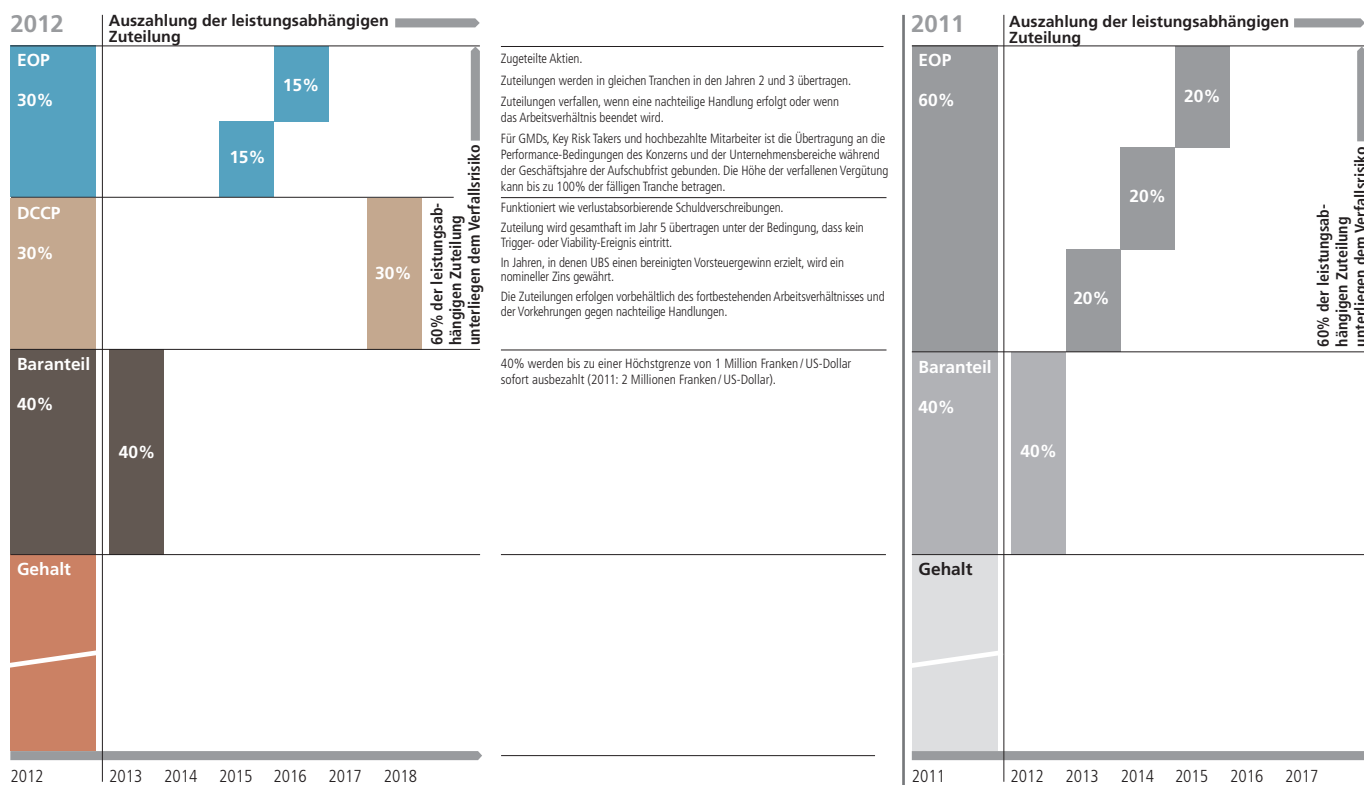 2012
Auszahlung der leistungsabhängigen
Zuteilung
EOP
30%
15%
15%
DCCP
30%
30%
60% der leistungsab-
hängigen Zuteilung
unterliegen dem Verfallsrisiko
Baranteil
40%
40%
Gehalt
2012 2013 2014 2015 2016 2017 2018
Zugeteilte Aktien.
Zuteilungen werden in gleichen Tranchen in den Jahren 2 und 3 übertragen.
Zuteilungen verfallen, wenn eine nachteilige Handlung erfolgt oder wenn
das Arbeitsverhältnis beendet wird.
Für GMDs, Key Risk Takers und hochbezahlte Mitarbeiter ist die Übertragung an die
Performance-Bedingungen des Konzerns und der Unternehmensbereiche während
der Geschäftsjahre der Aufschubfrist gebunden. Die Höhe der verfallenen Vergütung
kann bis zu 100% der fälligen Tranche betragen.
Funktioniert wie verlustabsorbierende Schuldverschreibungen.
Zuteilung wird gesamthaft im Jahr 5 übertragen unter der Bedingung, dass kein
Trigger- oder Viability-Ereignis eintritt.
In Jahren, in denen UBS einen bereinigten Vorsteuergewinn erzielt, wird ein
nomineller Zins gewährt.
Die Zuteilungen erfolgen vorbehältlich des fortbestehenden Arbeitsverhältnisses und
der Vorkehrungen gegen nachteilige Handlungen.
40% werden bis zu einer Höchstgrenze von 1 Million Franken / US-Dollar
sofort ausbezahlt (2011: 2 Millionen Franken / US-Dollar).
2011
Auszahlung der leistungsabhängigen
Zuteilung
EOP
60%
20%
20%
20%
60% der leistungsab-
hängigen Zuteilung
unterliegen dem Verfallsrisiko
Baranteil
40%
40%
Gehalt
2011 2012 2013 2014 2015 2016 2017